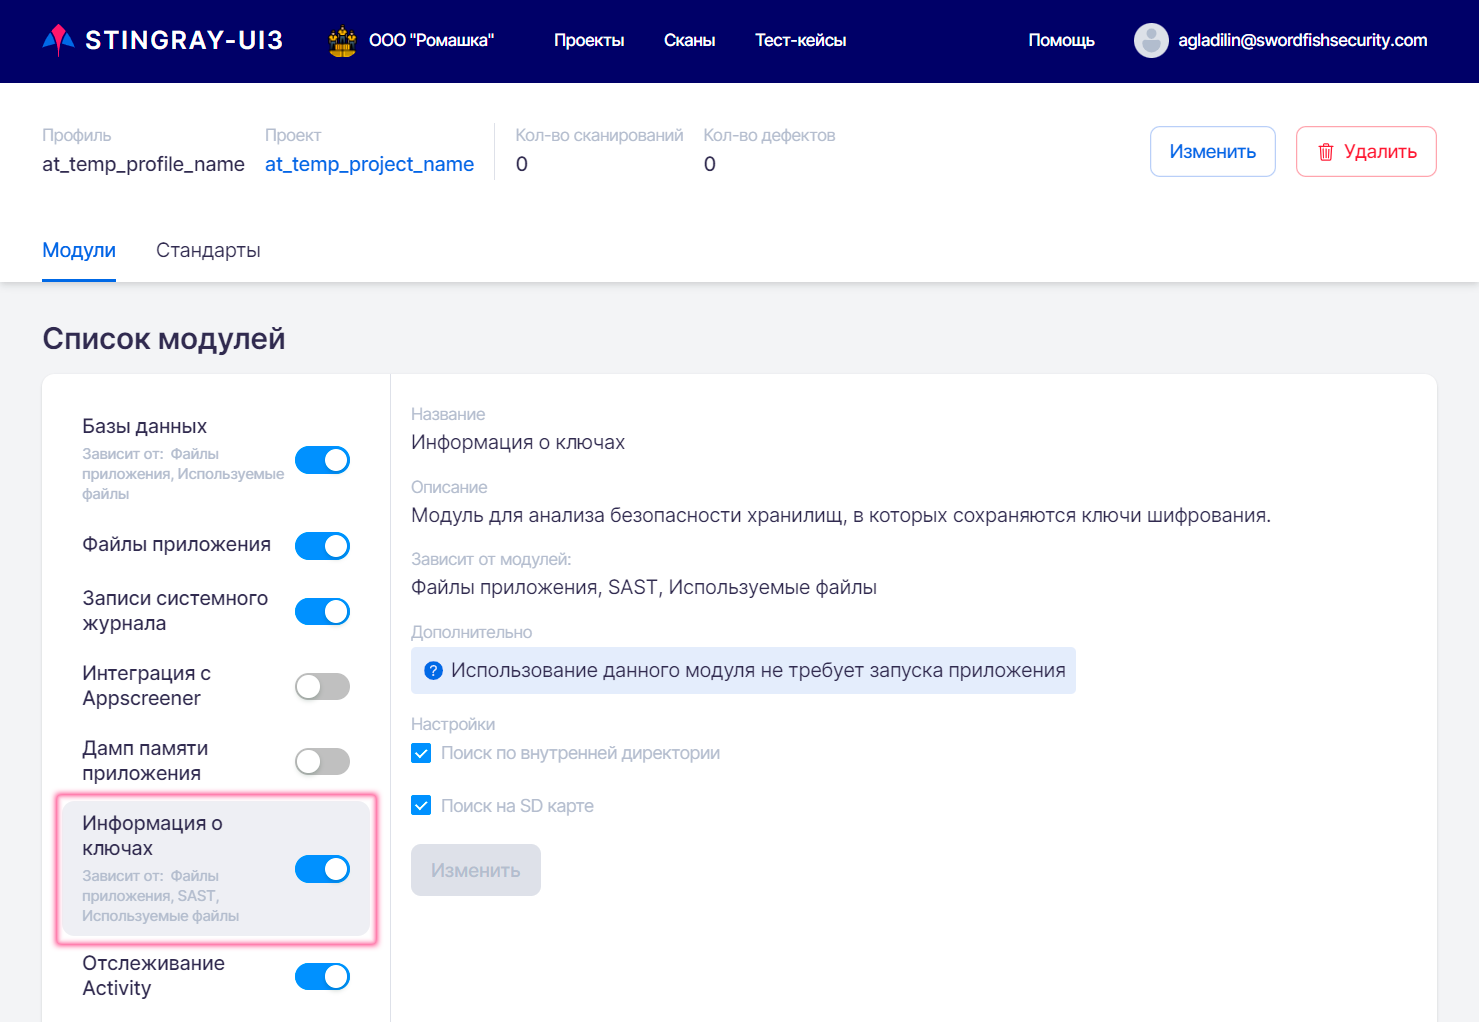 STINGRAY-UI3
ООО "Ромашка"
Проекты
Сканы
Тест-кейсы
Помощь
agladilin@swordfishsecurity.com
Профиль
at_temp_profile_name
Проект
at_temp_project_name
Кол-во сканирований
0
Кол-во дефектов
0
Изменить
Удалить
Модули
Стандарты
Список модулей
Базы данных
Зависит от: Файлы
приложения, Используемые
файлы
Файлы приложения
Записи системного
журнала
Интеграция с
Appscreener
Дамп памяти
приложения
Информация о
ключах
Зависит от: Файлы
приложения, SAST,
Используемые файлы
Отслеживание
Activity
Название
Информация о ключах
Описание
Модуль для анализа безопасности хранилищ, в которых сохраняются ключи шифрования.
Зависит от модулей:
Файлы приложения, SAST, Используемые файлы
Дополнительно
Использование данного модуля не требует запуска приложения
Настройки
Поиск по внутренней директории
Поиск на SD карте
Изменить